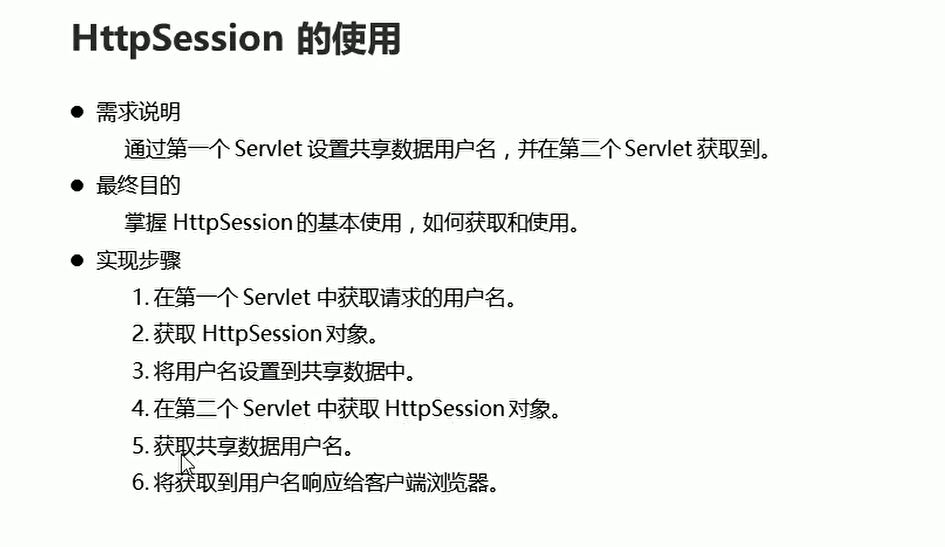 HttpSession 的使用
● 需求说明
通过第一个 Servlet 设置共享数据用户名，并在第二个 Servlet 获取到。
● 最终目的
掌握 HttpSession 的基本使用，如何获取和使用。
● 实现步骤
1. 在第一个 Servlet 中获取请求的用户名。
2. 获取 HttpSession 对象。
3. 将用户名设置到共享数据中。
4. 在第二个 Servlet 中获取 HttpSession 对象。
5. 获取共享数据用户名。
6. 将获取到用户名响应给客户端浏览器。